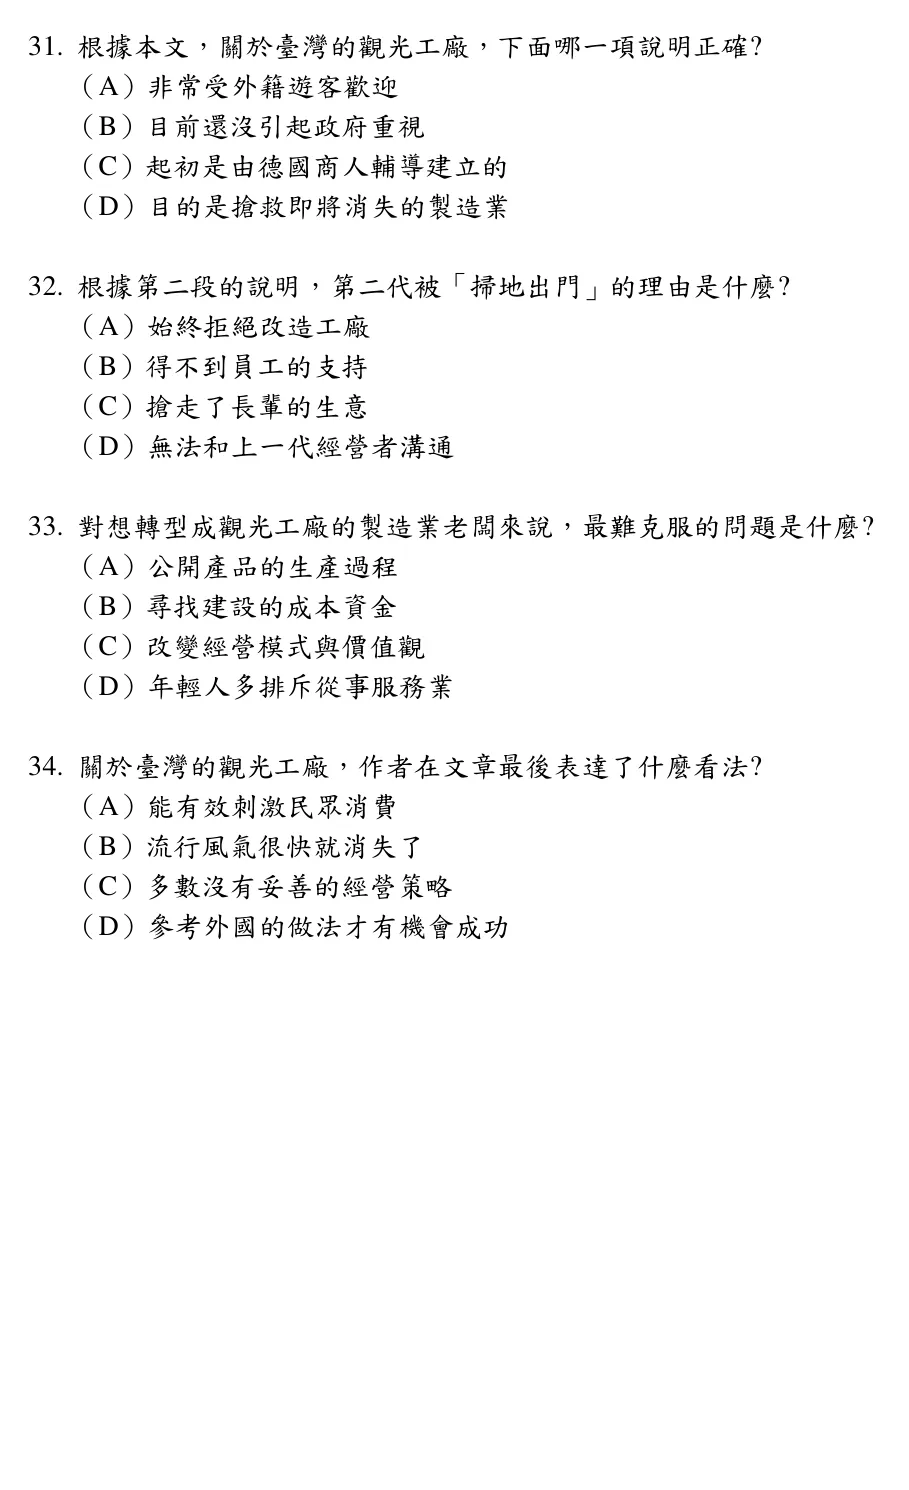 31. 根據本文，關於臺灣的觀光工廠，下面哪一項說明正確?
（A）非常受外籍遊客歡迎
（B）目前還沒引起政府重視
（C）起初是由德國商人輔導建立的
（D）目的是搶救即將消失的製造業
32. 根據第二段的說明，第二代被「掃地出門」的理由是什麼?
（A）始終拒絕改造工廠
（B）得不到員工的支持
（C）搶走了長輩的生意
（D）無法和上一代經營者溝通
33. 對想轉型成觀光工廠的製造業老闆來說，最難克服的問題是什麼?
（A）公開產品的生產過程
（B）尋找建設的成本資金
（C）改變經營模式與價值觀
（D）年輕人多排斥從事服務業
34. 關於臺灣的觀光工廠，作者在文章最後表達了什麼看法?
（A）能有效刺激民眾消費
（B）流行風氣很快就消失了
（C）多數沒有妥善的經營策略
（D）參考外國的做法才有機會成功